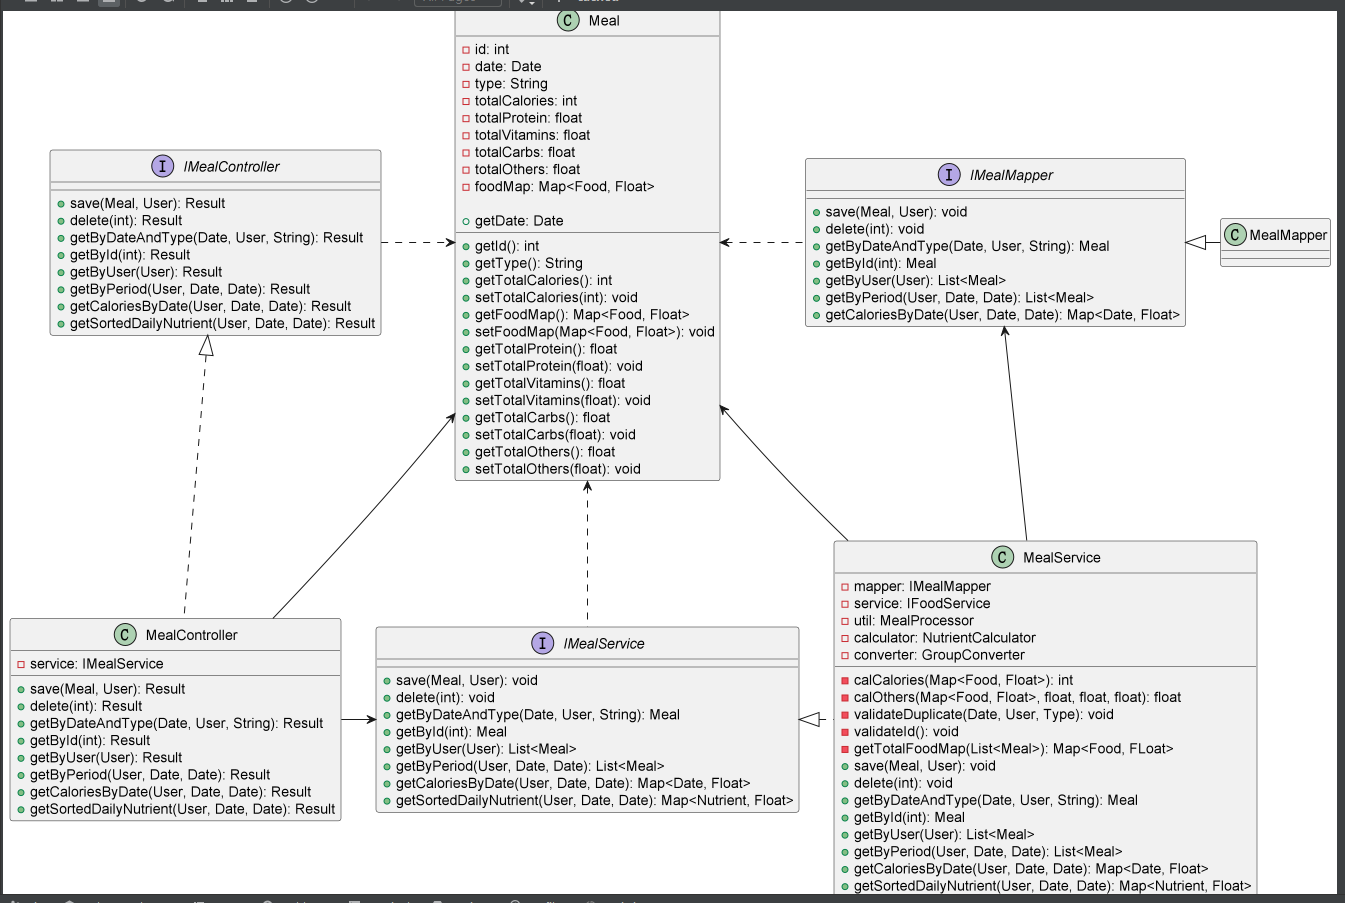 C Meal
id: int
date: Date
type: String
totalCalories: int
totalProtein: float
totalVitamins: float
totalCarbs: float
totalOthers: float
foodMap: Map<Food, Float>
getDate: Date
getId(): int
getType(): String
getTotalCalories(): int
setTotalCalories(int): void
getFoodMap(): Map<Food, Float>
setFoodMap(Map<Food, Float>): void
getTotalProtein(): float
setTotalProtein(float): void
getTotalVitamins(): float
setTotalVitamins(float): void
getTotalCarbs(): float
setTotalCarbs(float): void
getTotalOthers(): float
setTotalOthers(float): void
I IMealController
save(Meal, User): Result
delete(int): Result
getByDateAndType(Date, User, String): Result
getById(int): Result
getByUser(User): Result
getByPeriod(User, Date, Date): Result
getCaloriesByDate(User, Date, Date): Result
getSortedDailyNutrient(User, Date, Date): Result
I IMealMapper
save(Meal, User): void
delete(int): void
getByDateAndType(Date, User, String): Meal
getById(int): Meal
getByUser(User): List<Meal>
getByPeriod(User, Date, Date): List<Meal>
getCaloriesByDate(User, Date, Date): Map<Date, Float>
C MealMapper
C MealController
service: IMealService
save(Meal, User): Result
delete(int): Result
getByDateAndType(Date, User, String): Result
getById(int): Result
getByUser(User): Result
getByPeriod(User, Date, Date): Result
getCaloriesByDate(User, Date, Date): Result
getSortedDailyNutrient(User, Date, Date): Result
I IMealService
save(Meal, User): void
delete(int): void
getByDateAndType(Date, User, String): Meal
getById(int): Meal
getByUser(User): List<Meal>
getByPeriod(User, Date, Date): List<Meal>
getCaloriesByDate(User, Date, Date): Map<Date, Float>
getSortedDailyNutrient(User, Date, Date): Map<Nutrient, Float>
C MealService
mapper: IMealMapper
service: IFoodService
util: MealProcessor
calculator: NutrientCalculator
converter: GroupConverter
calCalories(Map<Food, Float>): int
calOthers(Map<Food, Float>, float, float, float): float
validateDuplicate(Date, User, Type): void
validateId(): void
getTotalFoodMap(List<Meal>): Map<Food, FLoat>
save(Meal, User): void
delete(int): void
getByDateAndType(Date, User, String): Meal
getById(int): Meal
getByUser(User): List<Meal>
getByPeriod(User, Date, Date): List<Meal>
getCaloriesByDate(User, Date, Date): Map<Date, Float>
getSortedDailyNutrient(User, Date, Date): Map<Nutrient, Float>